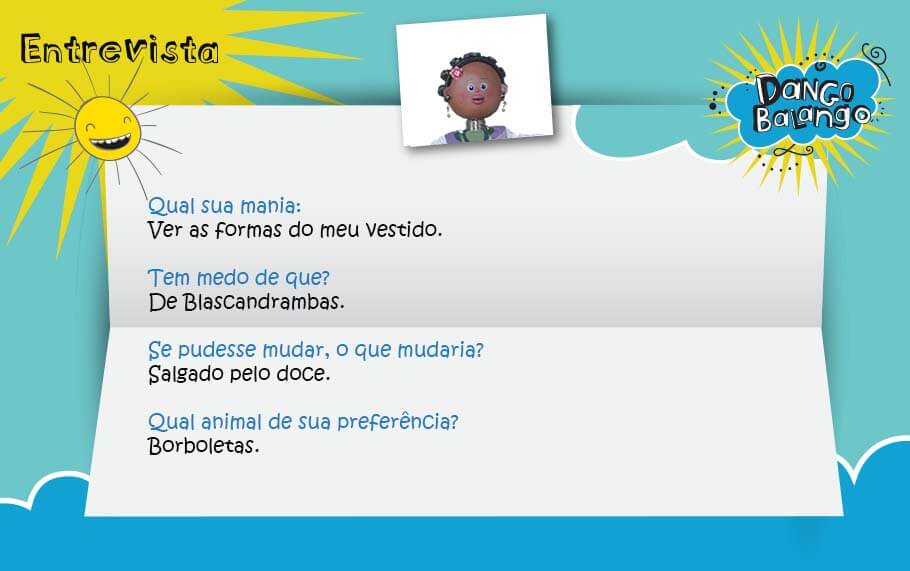 Entrevista
Dango
Balango
Qual sua mania:
Ver as formas do meu vestido.
Tem medo de que?
De Blascandrambas.
Se pudesse mudar, o que mudaria?
Salgado pelo doce.
Qual animal de sua preferência?
Borboletas.